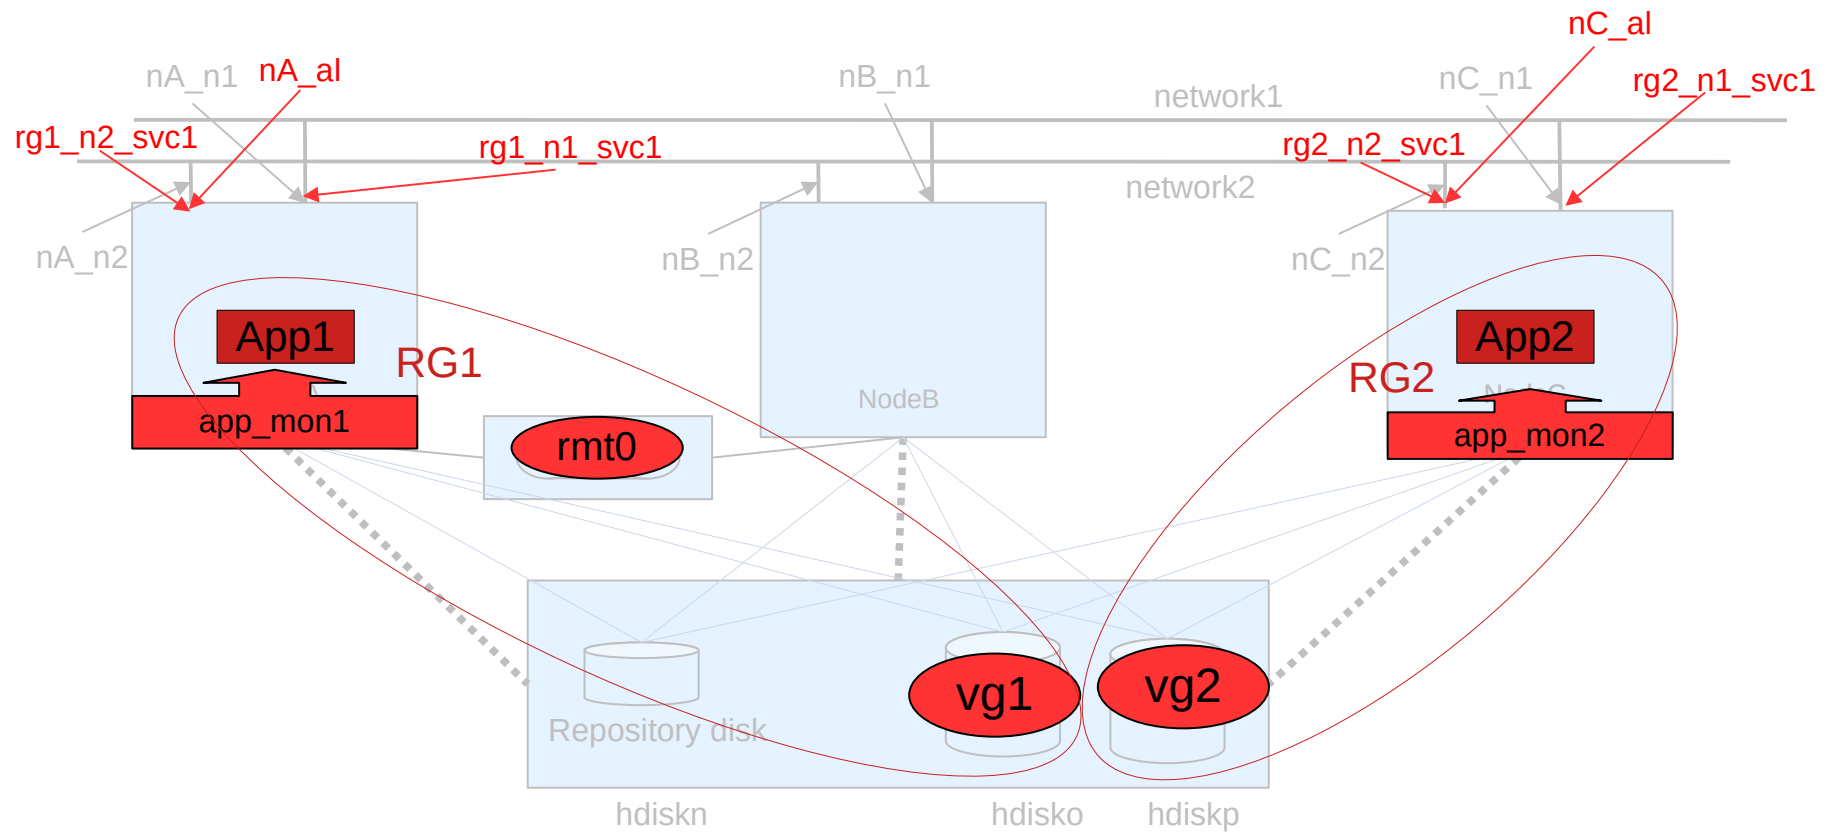 nC_al
nA_n1
nA_al
nB_n1
nC_n1
rg2_n1_svc1
network1
rg1_n2_svc1
rg1_n1_svc1
rg2_n2_svc1
network2
nA_n2
nB_n2
nC_n2
App1
RG1
App2
RG2
NodeB
NodeC
app_mon1
rmt0
app_mon2
vg1
vg2
Repository disk
hdiskn
hdisko
hdiskp